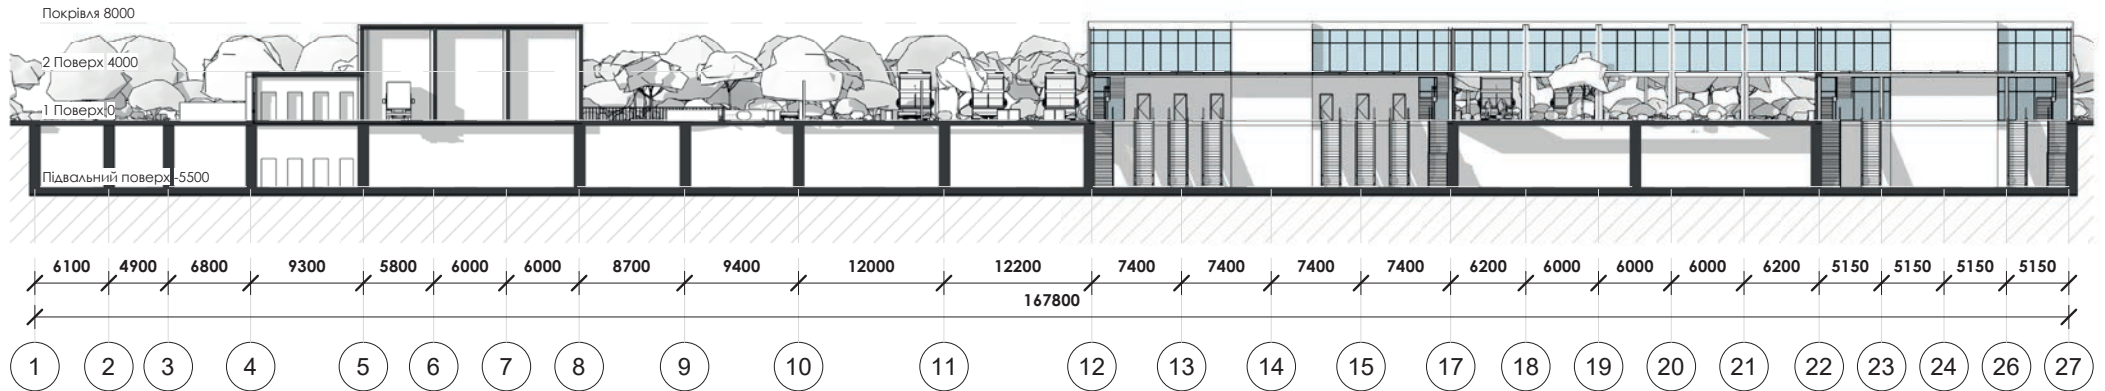 Покрівля 8000
2 Поверх 4000
1 Поверх 0
Підвальний поверх -5500
6100 4900 6800 9300 5800 6000 6000 8700 9400 12000 12200 7400 7400 7400 7400 6200 6000 6000 6000 6200 5150 5150 5150 5150
167800
1 2 3 4 5 6 7 8 9 10 11 12 13 14 15 17 18 19 20 21 22 23 24 26 27